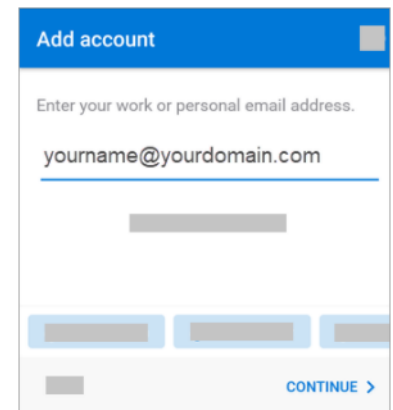 Add account
Enter your work or personal email address.
yourname@yourdomain.com
CONTINUE